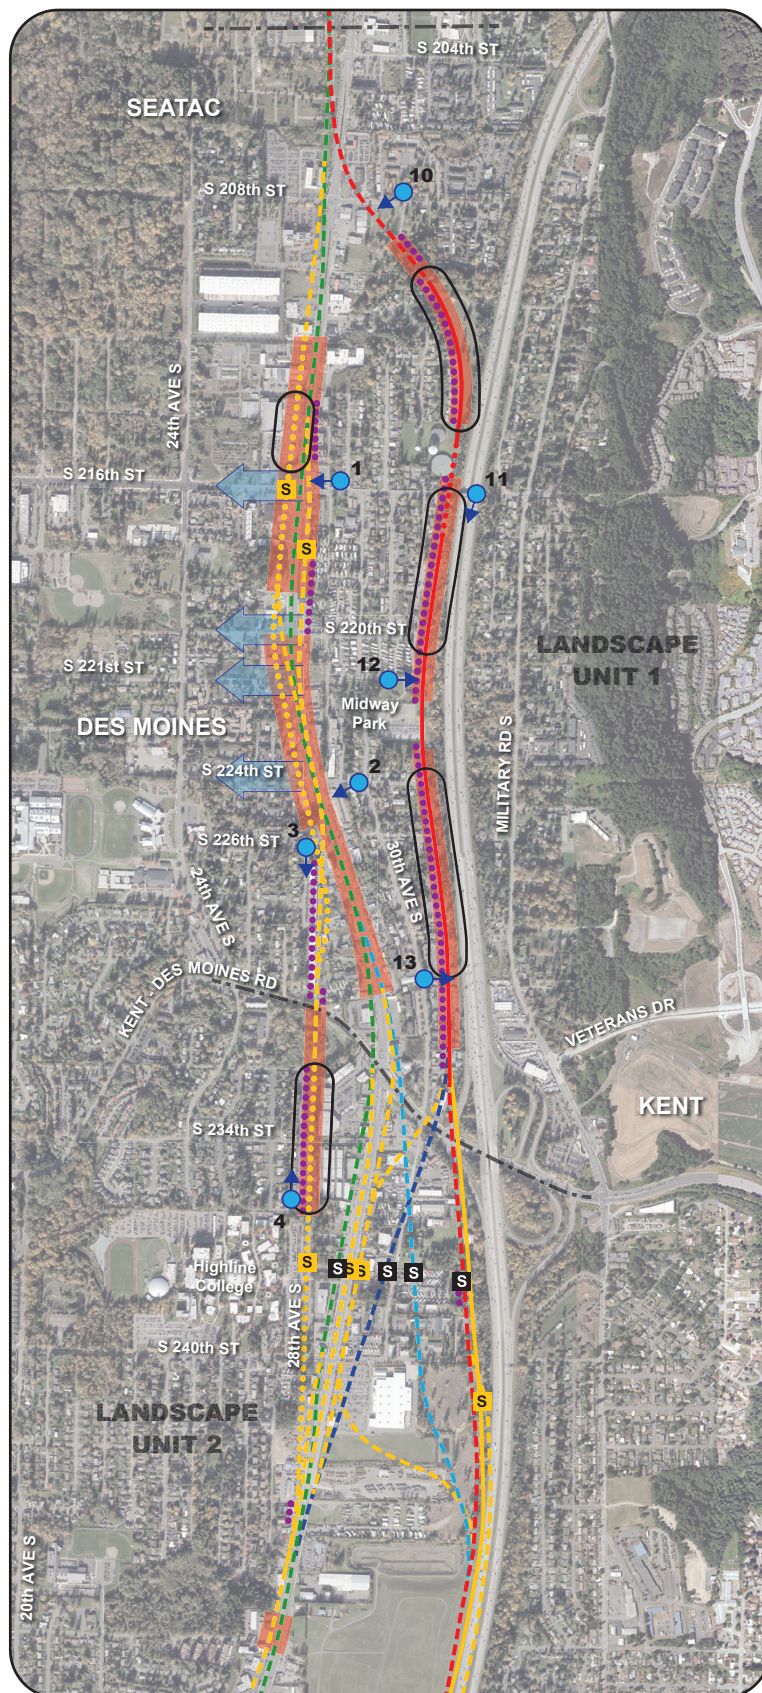 S 204th ST
SEATAC
10
S 208th ST
24th AVE S
S 216th ST
1
11
S
S
S 220th ST
LANDSCAPE
UNIT 1
S 221st ST
12
Midway
Park
DES MOINES
MILITARY RD S
S 224th ST
2
3
S 226th ST
24th AVE S
30th AVE S
13
KENT - DES MOINES RD
VETERANS DR
KENT
S 234th ST
4
Highline
College
S
S
S
S
S
S
S
28th AVE S
S 240th ST
S
LANDSCAPE
UNIT 2
20th AVE S